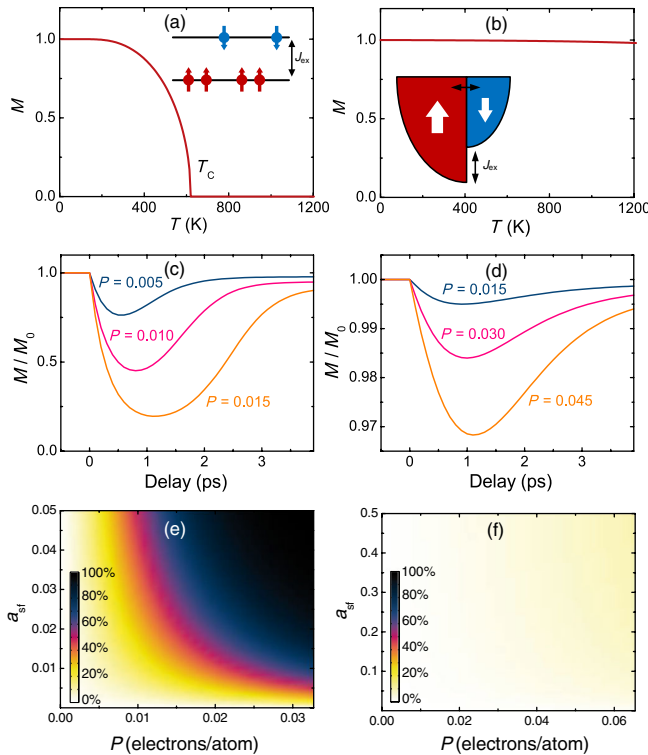 (a)
1.0
0.5
0.0
M
J_ex
T_C
0 400 800 1200
T (K)
(b)
1.0
0.5
0.0
M
J_ex
0 400 800 1200
T (K)
(c)
1.0
0.5
0.0
M / M_0
P = 0.005
P = 0.010
P = 0.015
0 1 2 3
Delay (ps)
(d)
1.00
0.99
0.98
0.97
M / M_0
P = 0.015
P = 0.030
P = 0.045
0 1 2 3
Delay (ps)
(e)
0.05
0.04
0.03
0.02
0.01
a_sf
100%
80%
60%
40%
20%
0%
0.00 0.01 0.02 0.03
P (electrons/atom)
(f)
0.5
0.4
0.3
0.2
0.1
a_sf
100%
80%
60%
40%
20%
0%
0.00 0.02 0.04 0.06
P (electrons/atom)